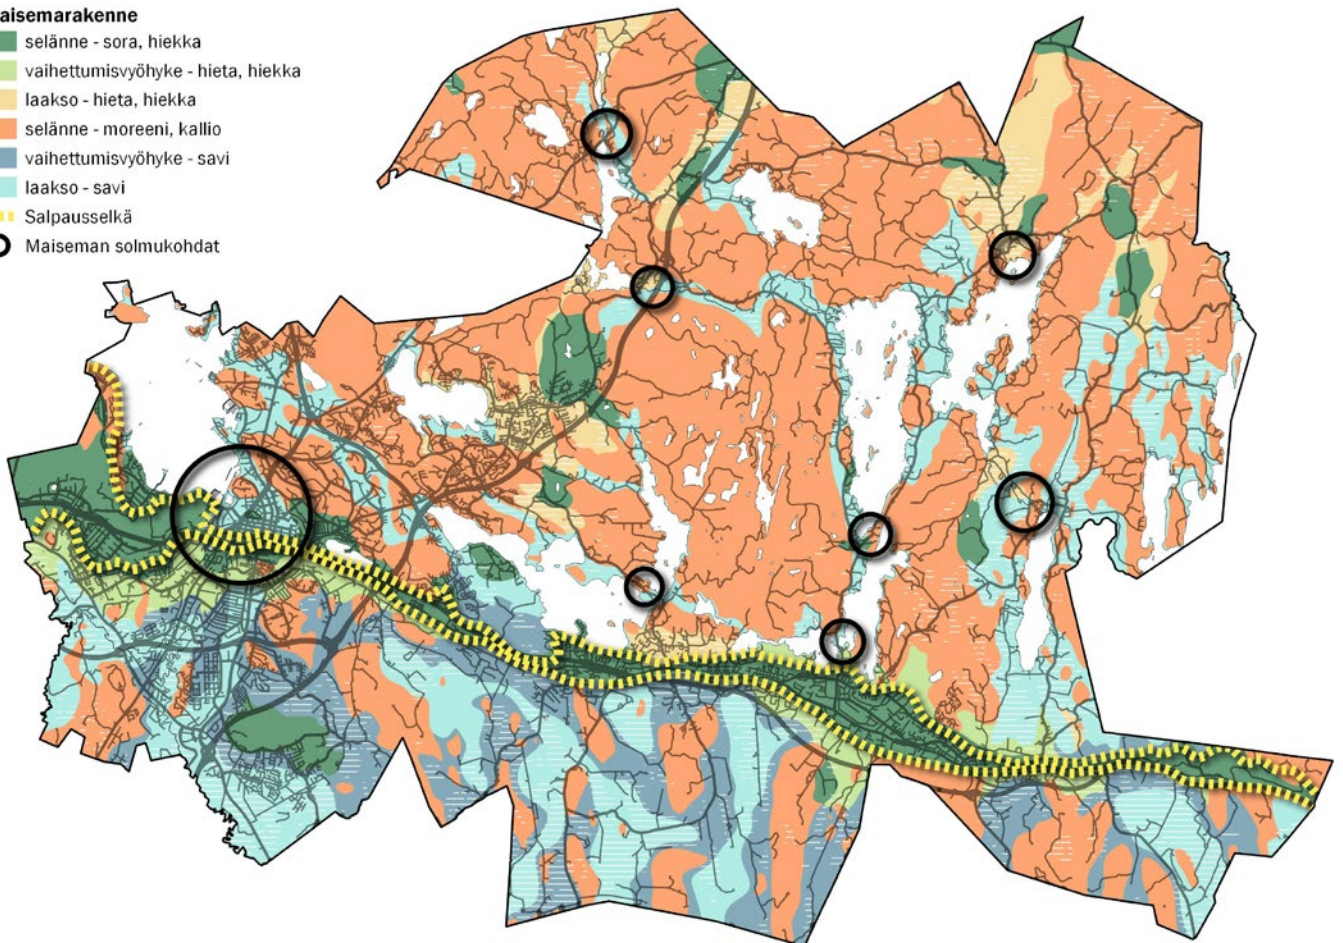 aisemarakenne
selänne - sora, hiekka
vaihettumisvyöhyke - hieta, hiekka
laakso - hieta, hiekka
selänne - moreeni, kallio
vaihettumisvyöhyke - savi
laakso - savi
Salpausselkä
Maiseman solmukohdat